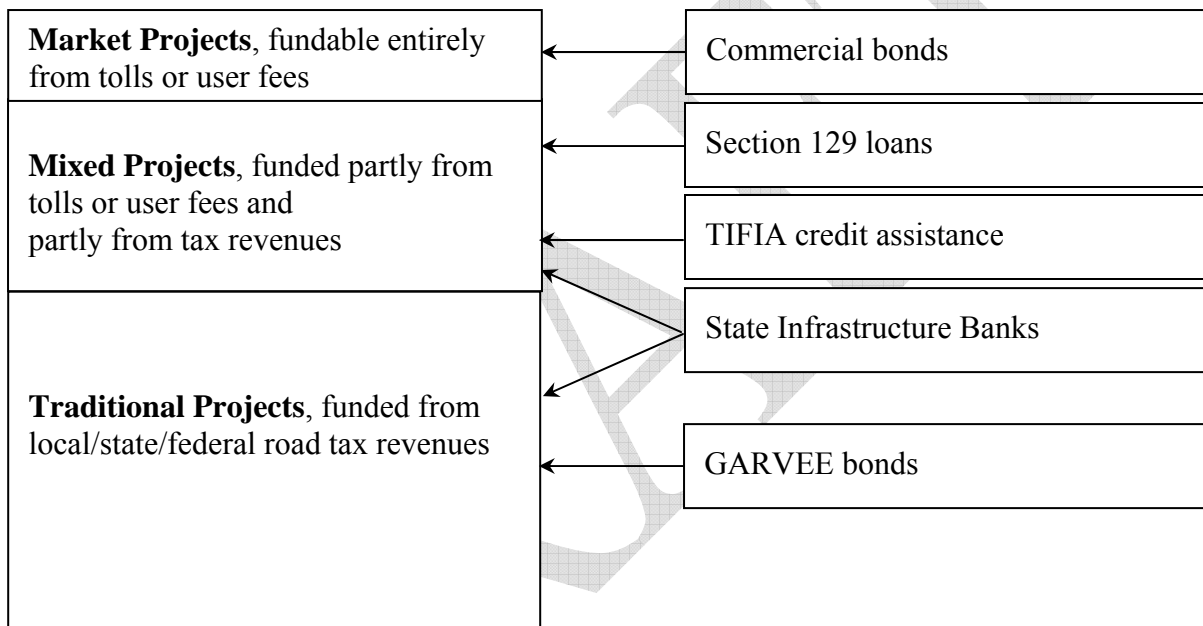 Market Projects, fundable entirely
from tolls or user fees
Mixed Projects, funded partly from
tolls or user fees and
partly from tax revenues
Traditional Projects, funded from
local/state/federal road tax revenues
Commercial bonds
Section 129 loans
TIFIA credit assistance
State Infrastructure Banks
GARVEE bonds